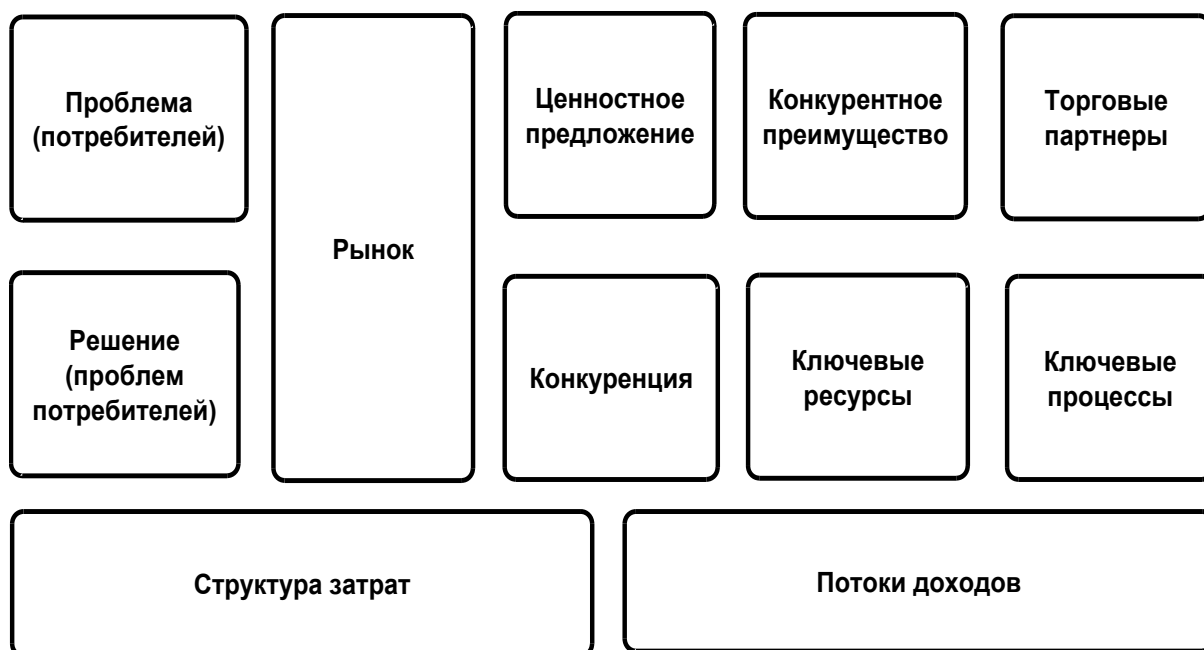 Проблема
(потребителей)
Рынок
Ценностное
предложение
Конкурентное
преимущество
Торговые
партнеры
Решение
(проблем
потребителей)
Конкуренция
Ключевые
ресурсы
Ключевые
процессы
Структура затрат
Потоки доходов